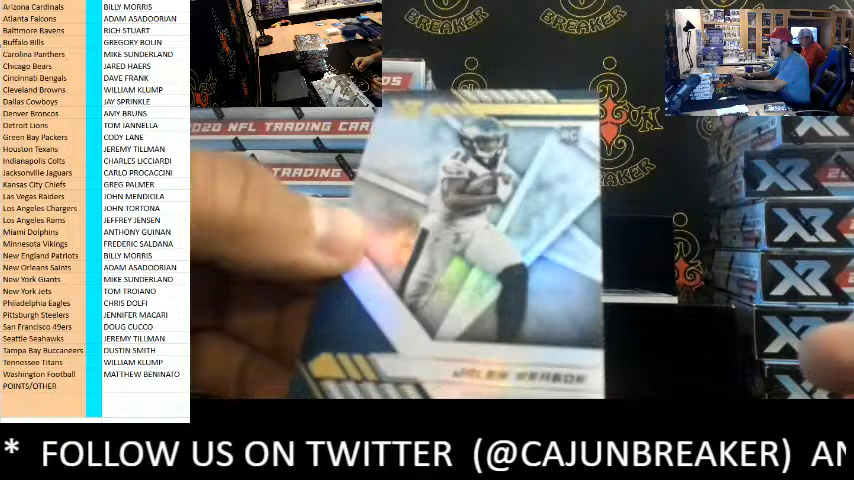 Arizona Cardinals BILLY MORRIS
Atlanta Falcons ADAM ASADOORIAN
Baltimore Ravens RICH STUART
Buffalo Bills GREGORY BOLIN
Carolina Panthers MIKE SUNDERLAND
Chicago Bears JARED HAERS
Cincinnati Bengals DAVE FRANK
Cleveland Browns WILLIAM KLUMP
Dallas Cowboys JAY SPRINKLE
Denver Broncos AMY BRUNS
Detroit Lions TOM IANNELLA
Green Bay Packers CODY LANE
Houston Texans JEREMY TILLMAN
Indianapolis Colts CHARLES LICCIARDI
Jacksonville Jaguars CARLO PROCACCINI
Kansas City Chiefs GREG PALMER
Las Vegas Raiders JOHN MENDIOLA
Los Angeles Chargers JOHN TORTONA
Los Angeles Rams JEFFREY JENSEN
Miami Dolphins ANTHONY GUINAN
Minnesota Vikings FREDERIC SALDANA
New England Patriots BILLY MORRIS
New Orleans Saints ADAM ASADOORIAN
New York Giants MIKE SUNDERLAND
New York Jets TOM TROIANO
Philadelphia Eagles CHRIS DOLFI
Pittsburgh Steelers JENNIFER MACARI
San Francisco 49ers DOUG CUCCO
Seattle Seahawks JEREMY TILLMAN
Tampa Bay Buccaneers DUSTIN SMITH
Tennessee Titans WILLIAM KLUMP
Washington Football MATTHEW BENINATO
POINTS/OTHER
BREAKER
BREAKER
2020 NFL TRADING CAR
TRADING
BREAKER
XR
XR
XR
XR
* FOLLOW US ON TWITTER (@CAJUNBREAKER) AN